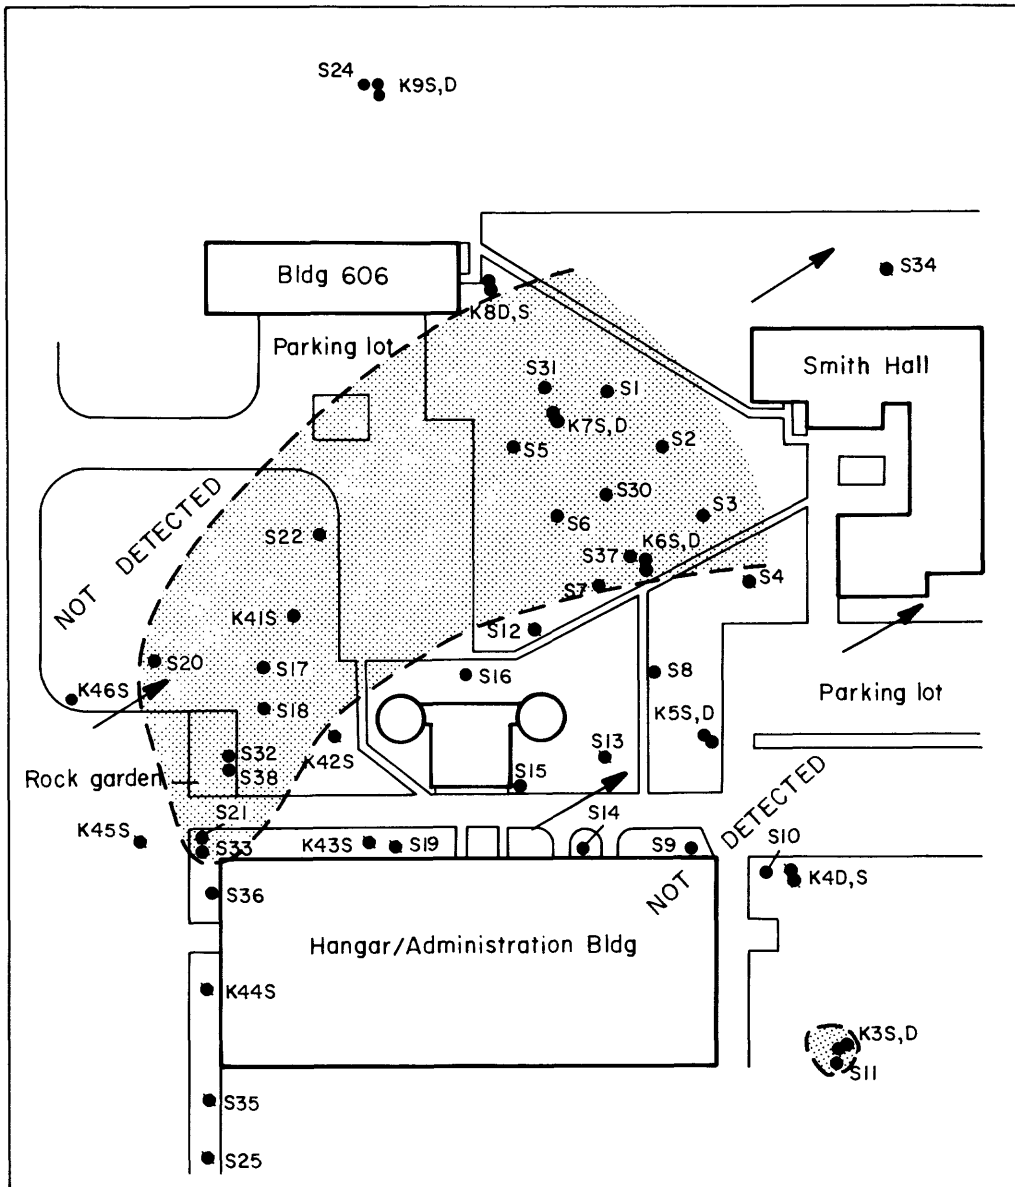 S24
K9S,D
Bldg 606
S34
K8D,S
Parking lot
Smith Hall
S31
S1
K7S,D
S5
S2
NOT DETECTED
S30
S3
S6
S22
K6S,D
S37
S7
S4
K41S
S12
S20
S17
S16
S8
K46S
Parking lot
S18
K5S,D
S32
K42S
S13
Rock garden
S38
S15
S21
S14
NOT DETECTED
K45S
S33
K43S
S19
S9
S10
K4D,S
S36
Hangar/Administration Bldg
K44S
K3S,D
S11
S35
S25